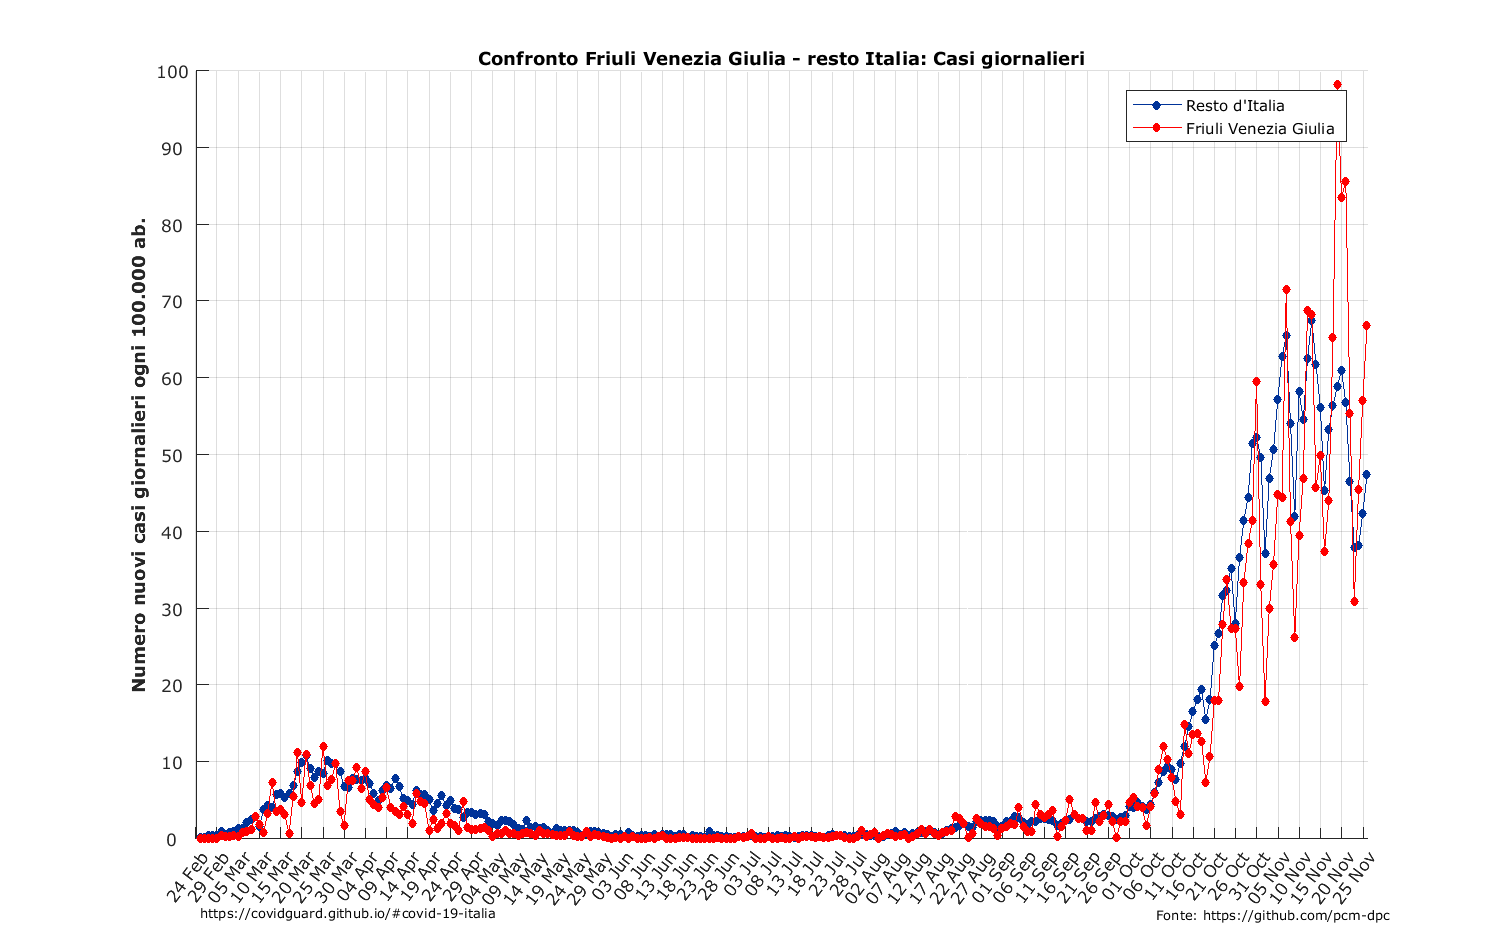 Confronto Friuli Venezia Giulia - resto Italia: Casi giornalieri
Numero nuovi casi giornalieri ogni 100.000 ab.
100
90
80
70
60
50
40
30
20
10
0
Resto d'Italia
Friuli Venezia Giulia
24 Feb
29 Feb
05 Mar
10 Mar
15 Mar
20 Mar
25 Mar
30 Mar
04 Apr
09 Apr
14 Apr
19 Apr
24 Apr
29 Apr
04 May
09 May
14 May
19 May
24 May
29 May
03 Jun
08 Jun
13 Jun
18 Jun
23 Jun
28 Jun
03 Jul
08 Jul
13 Jul
18 Jul
23 Jul
28 Jul
02 Aug
07 Aug
12 Aug
17 Aug
22 Aug
27 Aug
01 Sep
06 Sep
11 Sep
16 Sep
21 Sep
26 Sep
01 Oct
06 Oct
11 Oct
16 Oct
21 Oct
26 Oct
31 Oct
05 Nov
10 Nov
15 Nov
20 Nov
25 Nov
https://covidguard.github.io/#covid-19-italia
Fonte: https://github.com/pcm-dpc